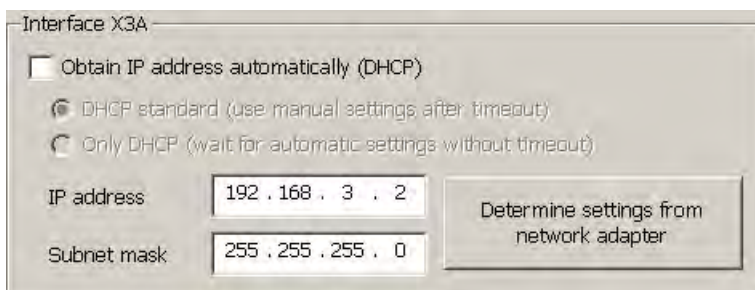 Interface X3A
Obtain IP address automatically (DHCP)
DHCP standard (use manual settings after timeout)
Only DHCP (wait for automatic settings without timeout)
IP address 192 . 168 . 3 . 2
Determine settings from
network adapter
Subnet mask 255 . 255 . 255 . 0